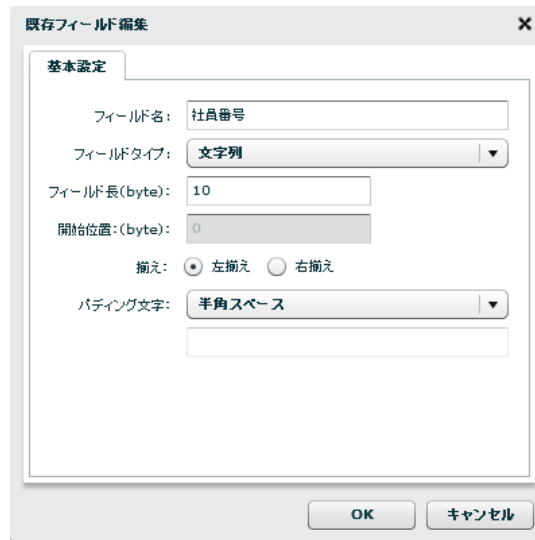 既存フィールド編集
基本設定
フィールド名: 社員番号
フィールドタイプ: 文字列
フィールド長(byte): 10
開始位置:(byte): 0
揃え: 左揃え 右揃え
パディング文字: 半角スペース
OK キャンセル